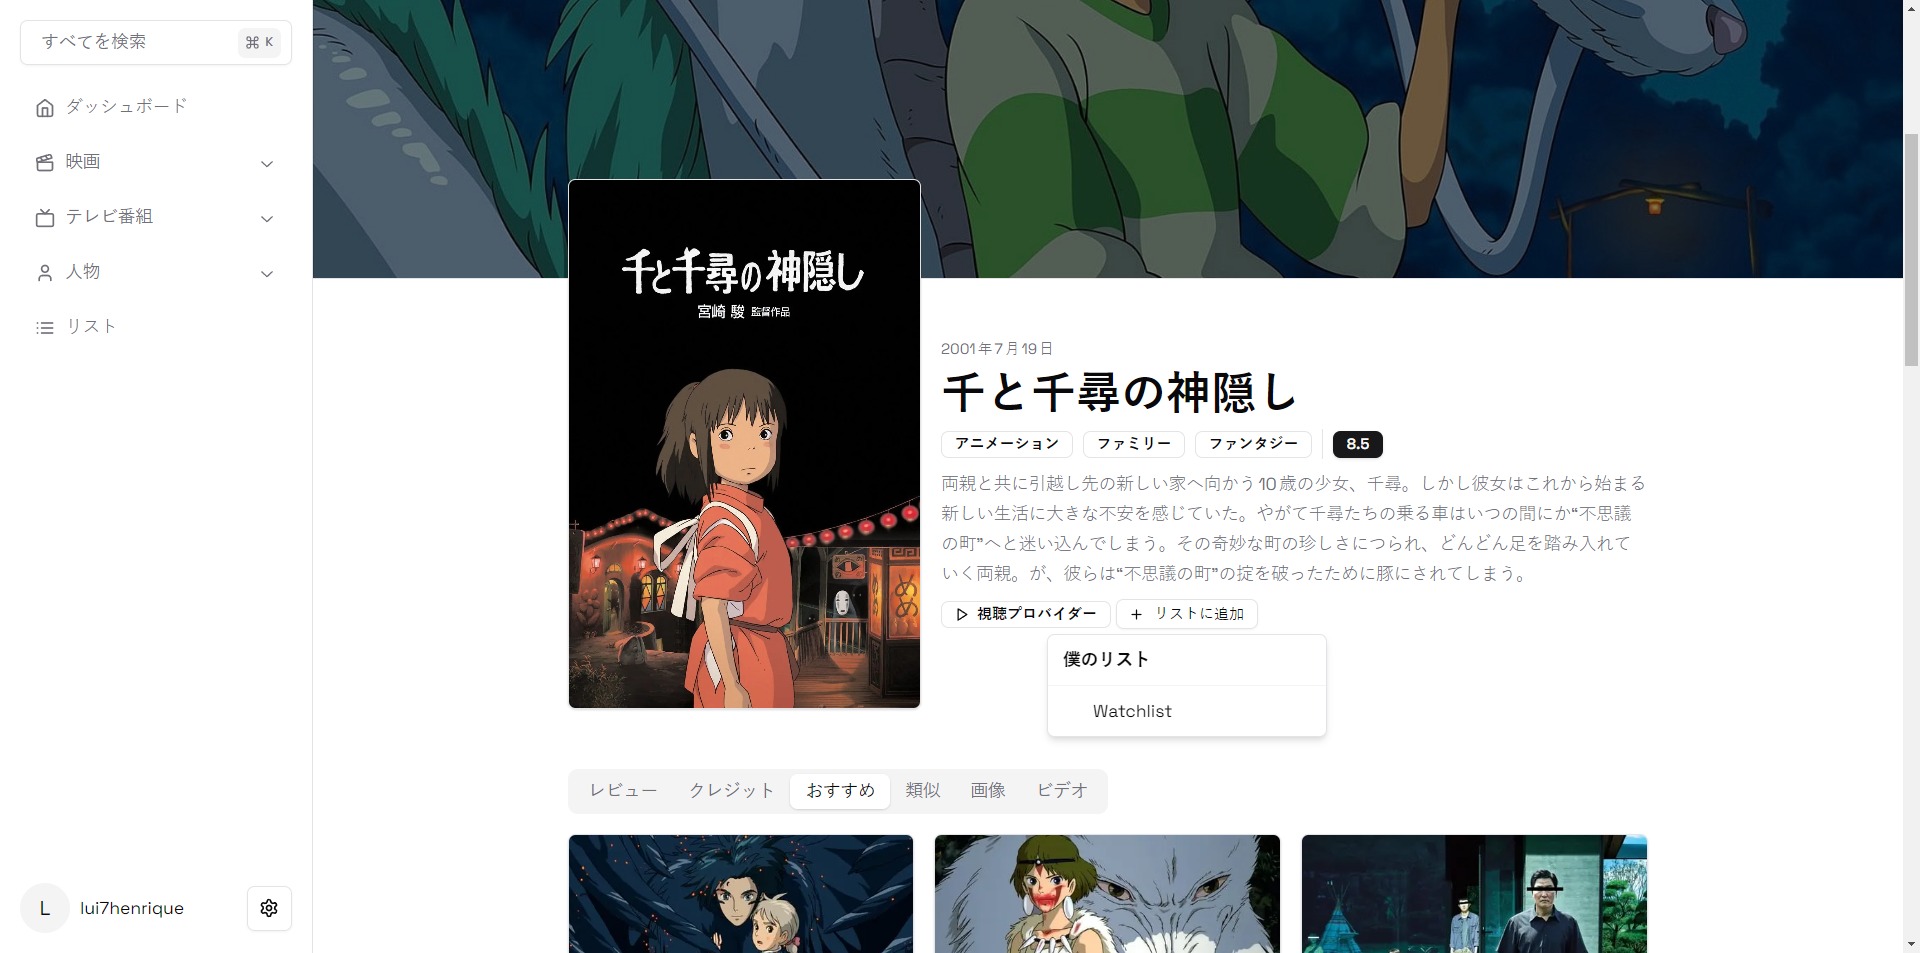 すべてを検索
⌘ K
ダッシュボード
映画
テレビ番組
人物
リスト
L
lui7henrique
千と千尋の神隠し
宮崎 駿 監督作品
2001年7月19日
千と千尋の神隠し
アニメーション
ファミリー
ファンタジー
8.5
両親と共に引越し先の新しい家へ向かう10歳の少女、千尋。しかし彼女はこれから始まる
新しい生活に大きな不安を感じていた。やがて千尋たちの乗る車はいつの間にか“不思議
の町”へと迷い込んでしまう。その奇妙な町の珍しさにつられ、どんどん足を踏み入れて
いく両親。が、彼らは“不思議の町”の掟を破ったために豚にされてしまう。
視聴プロバイダー
+ リストに追加
僕のリスト
Watchlist
レビュー
クレジット
おすすめ
類似
画像
ビデオ